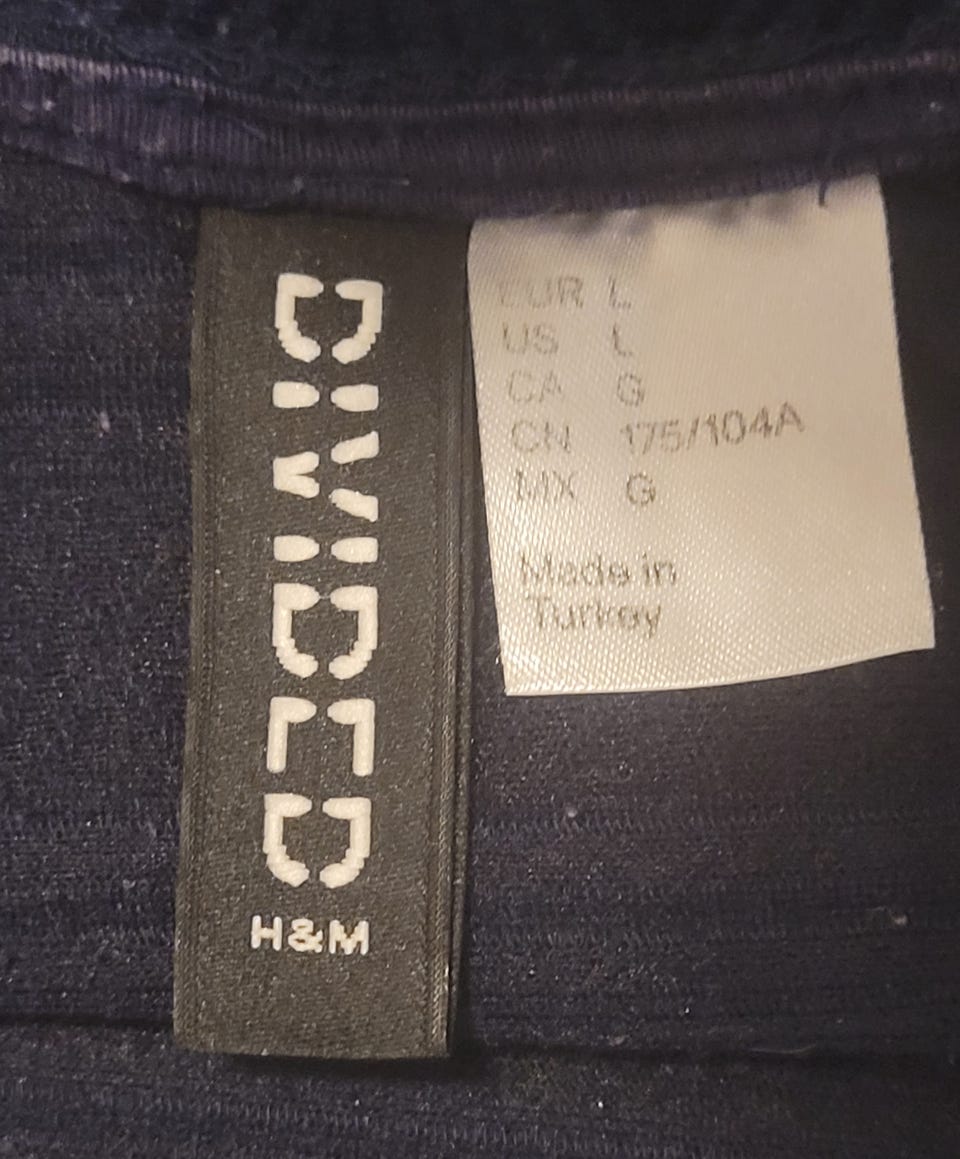 DIVIDED
H&M
EUR L
US L
CA G
CN 175/104A
MX G
Made in
Turkey